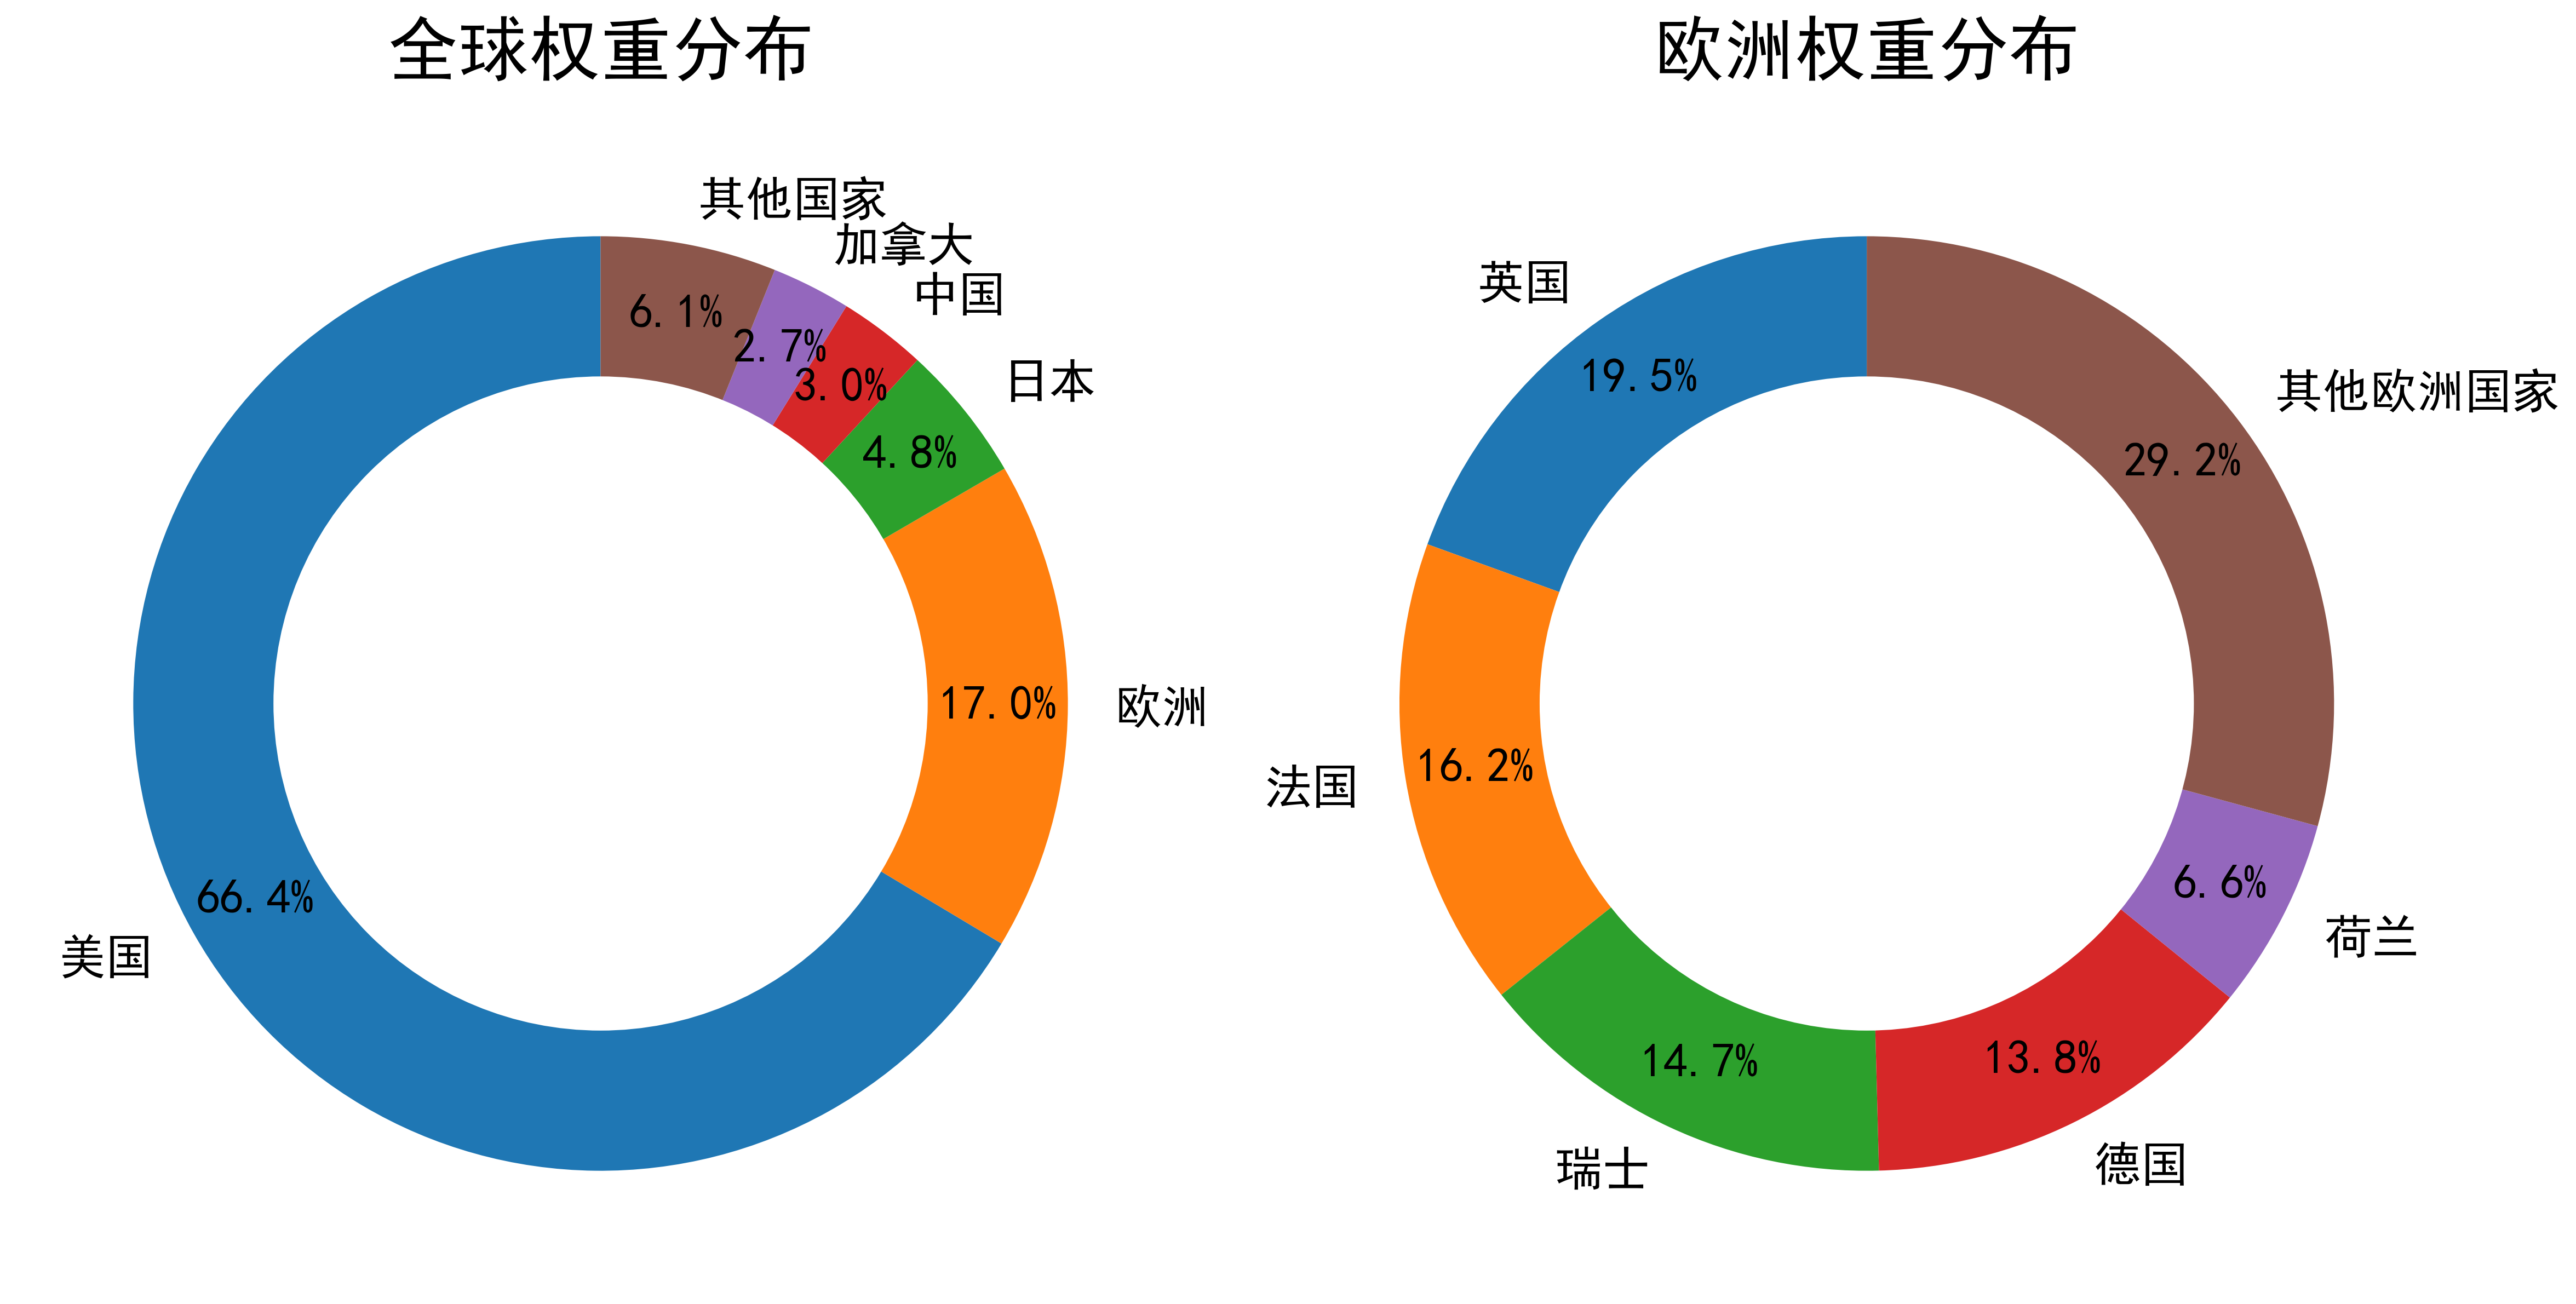 全球权重分布
其他国家
加拿大
中国
日本
欧洲
美国
6.1%
2.7%
3.0%
4.8%
17.0%
66.4%
欧洲权重分布
英国
其他欧洲国家
法国
荷兰
瑞士
德国
19.5%
29.2%
16.2%
6.6%
14.7%
13.8%